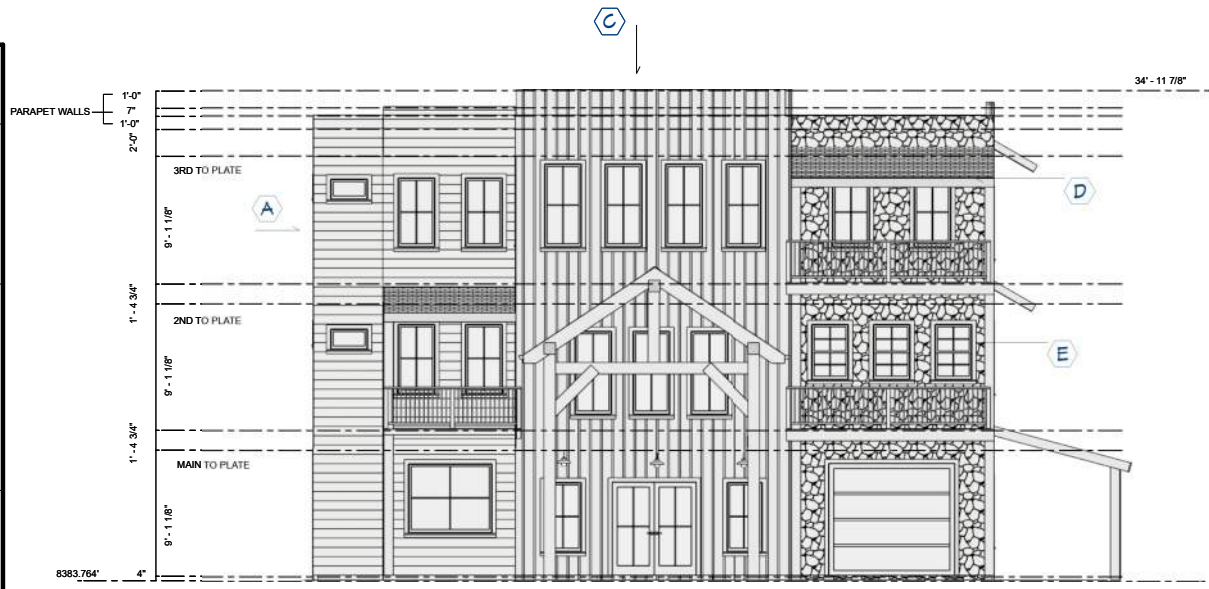 C
34' - 11 7/8"
1'-0"
PARAPET WALLS
7"
1'-0"
2'-0"
3RD TO PLATE
A
D
9' - 1 1/8"
1' - 4 3/4"
2ND TO PLATE
E
9' - 1 1/8"
1' - 4 3/4"
MAIN TO PLATE
9' - 1 1/8"
8383.764'
4"